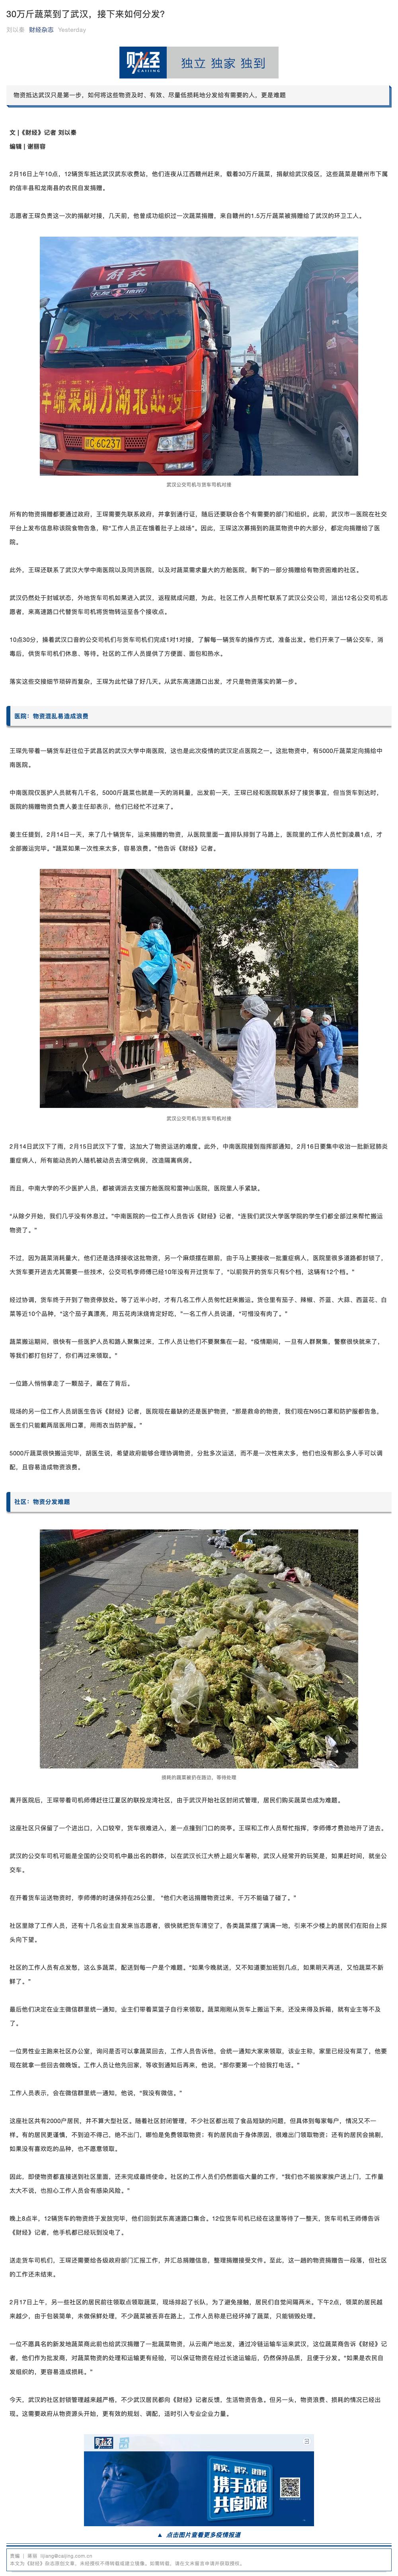 30万斤蔬菜到了武汉，接下来如何分发？
刘以秦 财经杂志 Yesterday
财经
CAIJING
独立 独家 独到
物资抵达武汉只是第一步，如何将这些物资及时、有效、尽量低损耗地分发给有需要的人，更是难题
文 |《财经》记者 刘以秦
编辑 | 谢丽容
2月16日上午10点，12辆货车抵达武汉武东收费站，他们连夜从江西赣州赶来，载着30万斤蔬菜，捐献给武汉疫区，这些蔬菜是赣州市下属
的信丰和龙南县的农民自发捐赠。
志愿者王琛负责这一次的捐献对接，几天前，他曾成功组织过一次蔬菜捐赠，来自赣州的1.5万斤蔬菜被捐赠给了武汉的环卫工人。
解放
7
斤蔬菜助力湖北
6C6237
武汉公交司机与货车司机对接
所有的物资捐赠都要通过政府，王琛需要先联系政府，并拿到通行证，随后还要联合各个有需要的部门和组织。此前，武汉市一医院在社交
平台上发布信息称该院食物告急，称“工作人员正在饿着肚子上战场”。因此，王琛这次募捐到的蔬菜物资中的大部分，都定向捐赠给了医
院。
此外，王琛还联系了武汉大学中南医院以及同济医院，以及对蔬菜需求量大的方舱医院，剩下的一部分捐赠给有物资困难的社区。
武汉仍然处于封城状态，外地货车司机如果进入武汉，返程就成问题，为此，社区工作人员帮忙联系了武汉公交公司，派出12名公交司机志
愿者，来高速路口代替货车司机将货物转运至各个接收点。
10点30分，操着武汉口音的公交司机们与货车司机们完成1对1对接，了解每一辆货车的操作方式，准备出发。他们开来了一辆公交车，消
毒后，供货车司机们休息、等待。社区的工作人员提供了方便面、面包和热水。
落实这些交接细节琐碎而复杂，王琛为此忙碌了好几天。从武东高速路口出发，才只是物资落实的第一步。
医院：物资混乱易造成浪费
王琛先带着一辆货车赶往位于武昌区的武汉大学中南医院，这也是此次疫情的武汉定点医院之一。这批物资中，有5000斤蔬菜定向捐给中
南医院。
中南医院仅医护人员就有几千名，5000斤蔬菜也就是一天的消耗量，出发前一天，王琛已经和医院联系好了接货事宜，但当货车到达时，
医院的捐赠物资负责人姜主任却表示，他们已经忙不过来了。
姜主任提到，2月14日一天，来了几十辆货车，运来捐赠的物资，从医院里面一直排队排到了马路上，医院里的工作人员忙到凌晨1点，才
全部搬运完毕。“蔬菜如果一次性来太多，容易浪费。”他告诉《财经》记者。
武汉公交司机与货车司机对接
2月14日武汉下了雨，2月15日武汉下了雪，这加大了物资运送的难度。此外，中南医院接到指挥部通知，2月16日要集中收治一批新冠肺炎
重症病人，所有能动员的人随机被动员去清空病房，改造隔离病房。
而且，中南大学的不少医护人员，都被调派去支援方舱医院和雷神山医院，医院里人手紧缺。
“从除夕开始，我们几乎没有休息过。”中南医院的一位工作人员告诉《财经》记者，“连我们武汉大学医学院的学生们都全部过来帮忙搬运
物资了。”
不过，因为蔬菜消耗量大，他们还是选择接收这批物资，另一个麻烦摆在眼前，由于马上要接收一批重症病人，医院里很多道路都封锁了，
大货车要开进去尤其需要一些技术，公交司机李师傅已经10年没有开过货车了，“以前我开的货车只有5个档，这辆有12个档。”
经过协调，货车终于开到了物资停放处。等了近半小时，才有几名工作人员匆忙赶来搬运。货仓里有茄子、辣椒、芥蓝、大蒜、西蓝花、白
菜等近10个品种，“这个茄子真漂亮，用五花肉沫烧肯定好吃。”一名工作人员说道，“可惜没有肉了。”
蔬菜搬运期间，很快有一些医护人员和路人聚集过来，工作人员让他们不要聚集在一起，“疫情期间，一旦有人群聚集，警察很快就来了，
等我们都打包好了，你们再过来领取。”
一位路人悄悄拿走了一颗茄子，藏在了背后。
现场的另一位工作人员胡医生告诉《财经》记者，医院现在最缺的还是医护物资，“那是救命的物资，我们现在N95口罩和防护服都告急，
医生们只能戴两层医用口罩，用雨衣当防护服。”
5000斤蔬菜很快搬运完毕，胡医生说，希望政府能够合理协调物资，分批多次运送，而不是一次性来太多，他们也没有那么多人手可以调
配，且容易造成物资浪费。
社区：物资分发难题
损耗的蔬菜被扔在路边，等待处理
离开医院后，王琛带着司机师傅赶往江夏区的联投龙湾社区，由于武汉开始社区封闭式管理，居民们购买蔬菜也成为难题。
这座社区只保留了一个进出口，入口较窄，货车很难进入，差一点撞到门口的岗亭。王琛和工作人员帮忙指挥，李师傅才费劲地开了进去。
武汉的公交车司机可能是全国的公交司机中最出名的群体，以在武汉长江大桥上超火车著称，武汉人经常开的玩笑是，如果赶时间，就坐公
交车。
在开着货车运送物资时，李师傅的时速保持在25公里，“他们大老远捐赠物资过来，千万不能磕了碰了。”
社区里除了工作人员，还有十几名业主自发来当志愿者，很快就把货车清空了，各类蔬菜摆了满满一地，引来不少楼上的居民们在阳台上探
头向下望。
社区的工作人员有点发愁，这么多蔬菜，配送到每一户是个难题。“如果今晚就送，又不知道要加班到几点，如果明天再送，又怕蔬菜不新
鲜了。”
最后他们决定在业主微信群里统一通知，业主们带着菜篮子自行来领取。蔬菜刚刚从货车上搬运下来，还没来得及拆箱，就有业主等不及
了。
一位男性业主跑来社区办公室，询问是否可以拿蔬菜回去，工作人员告诉他，会统一通知大家来领取，该业主称，家里已经没有菜了，他要
现在就拿一些回去做晚饭。工作人员让他先回家，等收到通知后再来，他说，“那你要第一个给我打电话。”
工作人员表示，会在微信群里统一通知，他说，“我没有微信。”
这座社区共有2000户居民，并不算大型社区。随着社区封闭管理，不少社区都出现了食品短缺的问题，但具体到每家每户，情况又不一
样。有的居民更谨慎，不到迫不得已，绝不出门，哪怕是免费领取物资；有的居民由于身体原因，很难出门领取物资；还有的居民会挑剔，
如果没有喜欢吃的品种，也不愿意领取。
因此，即使物资都直接送到社区里面，还未完成最终使命。社区的工作人员们仍然面临大量的工作，“我们也不能挨家挨户送上门，工作量
太大不说，也担心工作人员会有感染风险。”
晚上8点半，12辆货车的物资终于发放完毕，他们回到武东高速路口集合。12位货车司机已经在这里等待了一整天，货车司机王师傅告诉
《财经》记者，他手机都已经玩到没电了。
送走货车司机们，王琛还需要给各级政府部门汇报工作，并汇总捐赠信息、整理捐赠接受文件。至此，这一趟的物资捐赠告一段落，但社区
的工作还未结束。
2月17日上午，另一些社区的居民前往领取点领取蔬菜，现场排起了长队，为了避免接触，居民们自觉间隔两米。下午2点，领菜的居民越
来越少，由于包装简单，未做保鲜处理，不少蔬菜被丢弃在路上，工作人员称是已经坏掉了蔬菜，只能销毁处理。
一位不愿具名的新发地蔬菜商此前也给武汉捐赠了一批蔬菜物资，从云南产地出发，通过冷链运输车运来武汉，这位蔬菜商告诉《财经》记
者，他们作为批发商，对蔬菜物资的处理和运输更有经验，可以保证物资在经过长途运输后，仍然保持品质，且便于分发。“如果是农民自
发组织的，更容易造成损耗。”
今天，武汉的社区封锁管理越来越严格，不少武汉居民都向《财经》记者反馈，生活物资告急。但另一头，物资浪费、损耗的情况已经出
现。这需要政府从物资源头开始，更有效的规划、调配，适时引入专业企业力量。
财经
真实、科学、建设性
携手战疫
共度时艰
▲ 点击图片查看更多疫情报道
责编 | 蒋丽 lijiang@caijing.com.cn
本文为《财经》杂志原创文章，未经授权不得转载或建立镜像。如需转载，请在文末留言申请并获取授权。